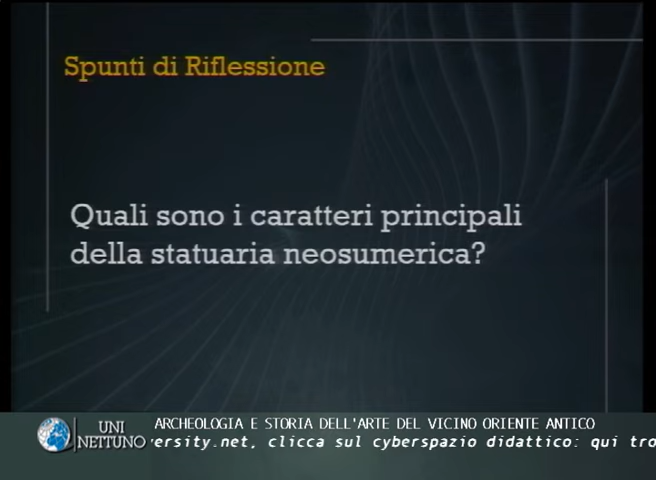 Spunti di Riflessione
Quali sono i caratteri principali
della statuaria neosumerica?
UNI
NETTUNO
ARCHEOLOGIA E STORIA DELL'ARTE DEL VICINO ORIENTE ANTICO
ersity.net, clicca sul cyberspazio didattico: qui tro